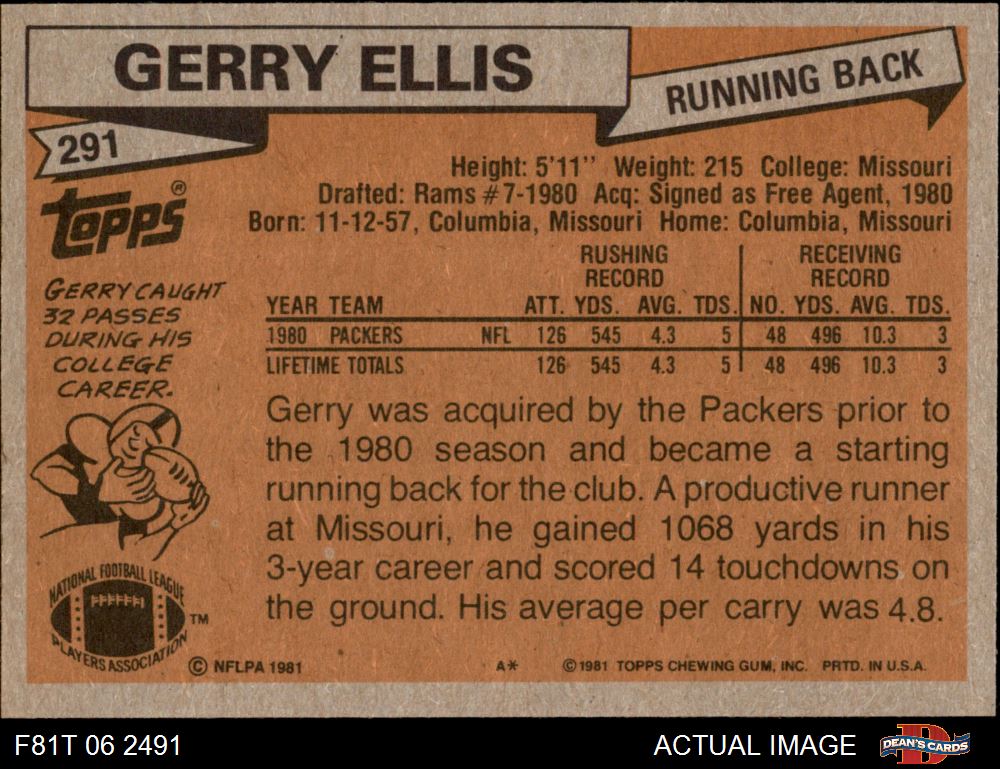 GERRY ELLIS
RUNNING BACK
291
Height: 5'11" Weight: 215 College: Missouri
Drafted: Rams #7-1980 Acq: Signed as Free Agent, 1980
Born: 11-12-57, Columbia, Missouri Home: Columbia, Missouri
TOPPS ®
GERRY CAUGHT
32 PASSES
DURING HIS
COLLEGE
CAREER.
RUSHING RECEIVING
RECORD RECORD
YEAR TEAM ATT. YDS. AVG. TDS. NO. YDS. AVG. TDS.
1980 PACKERS NFL 126 545 4.3 5 48 496 10.3 3
LIFETIME TOTALS 126 545 4.3 5 48 496 10.3 3
Gerry was acquired by the Packers prior to
the 1980 season and became a starting
running back for the club. A productive runner
at Missouri, he gained 1068 yards in his
3-year career and scored 14 touchdowns on
the ground. His average per carry was 4.8.
NATIONAL FOOTBALL LEAGUE
PLAYERS ASSOCIATION ™
© NFLPA 1981 A* © 1981 TOPPS CHEWING GUM, INC. PRTD. IN U.S.A.
F81T 06 2491 ACTUAL IMAGE DEAN'S CARDS